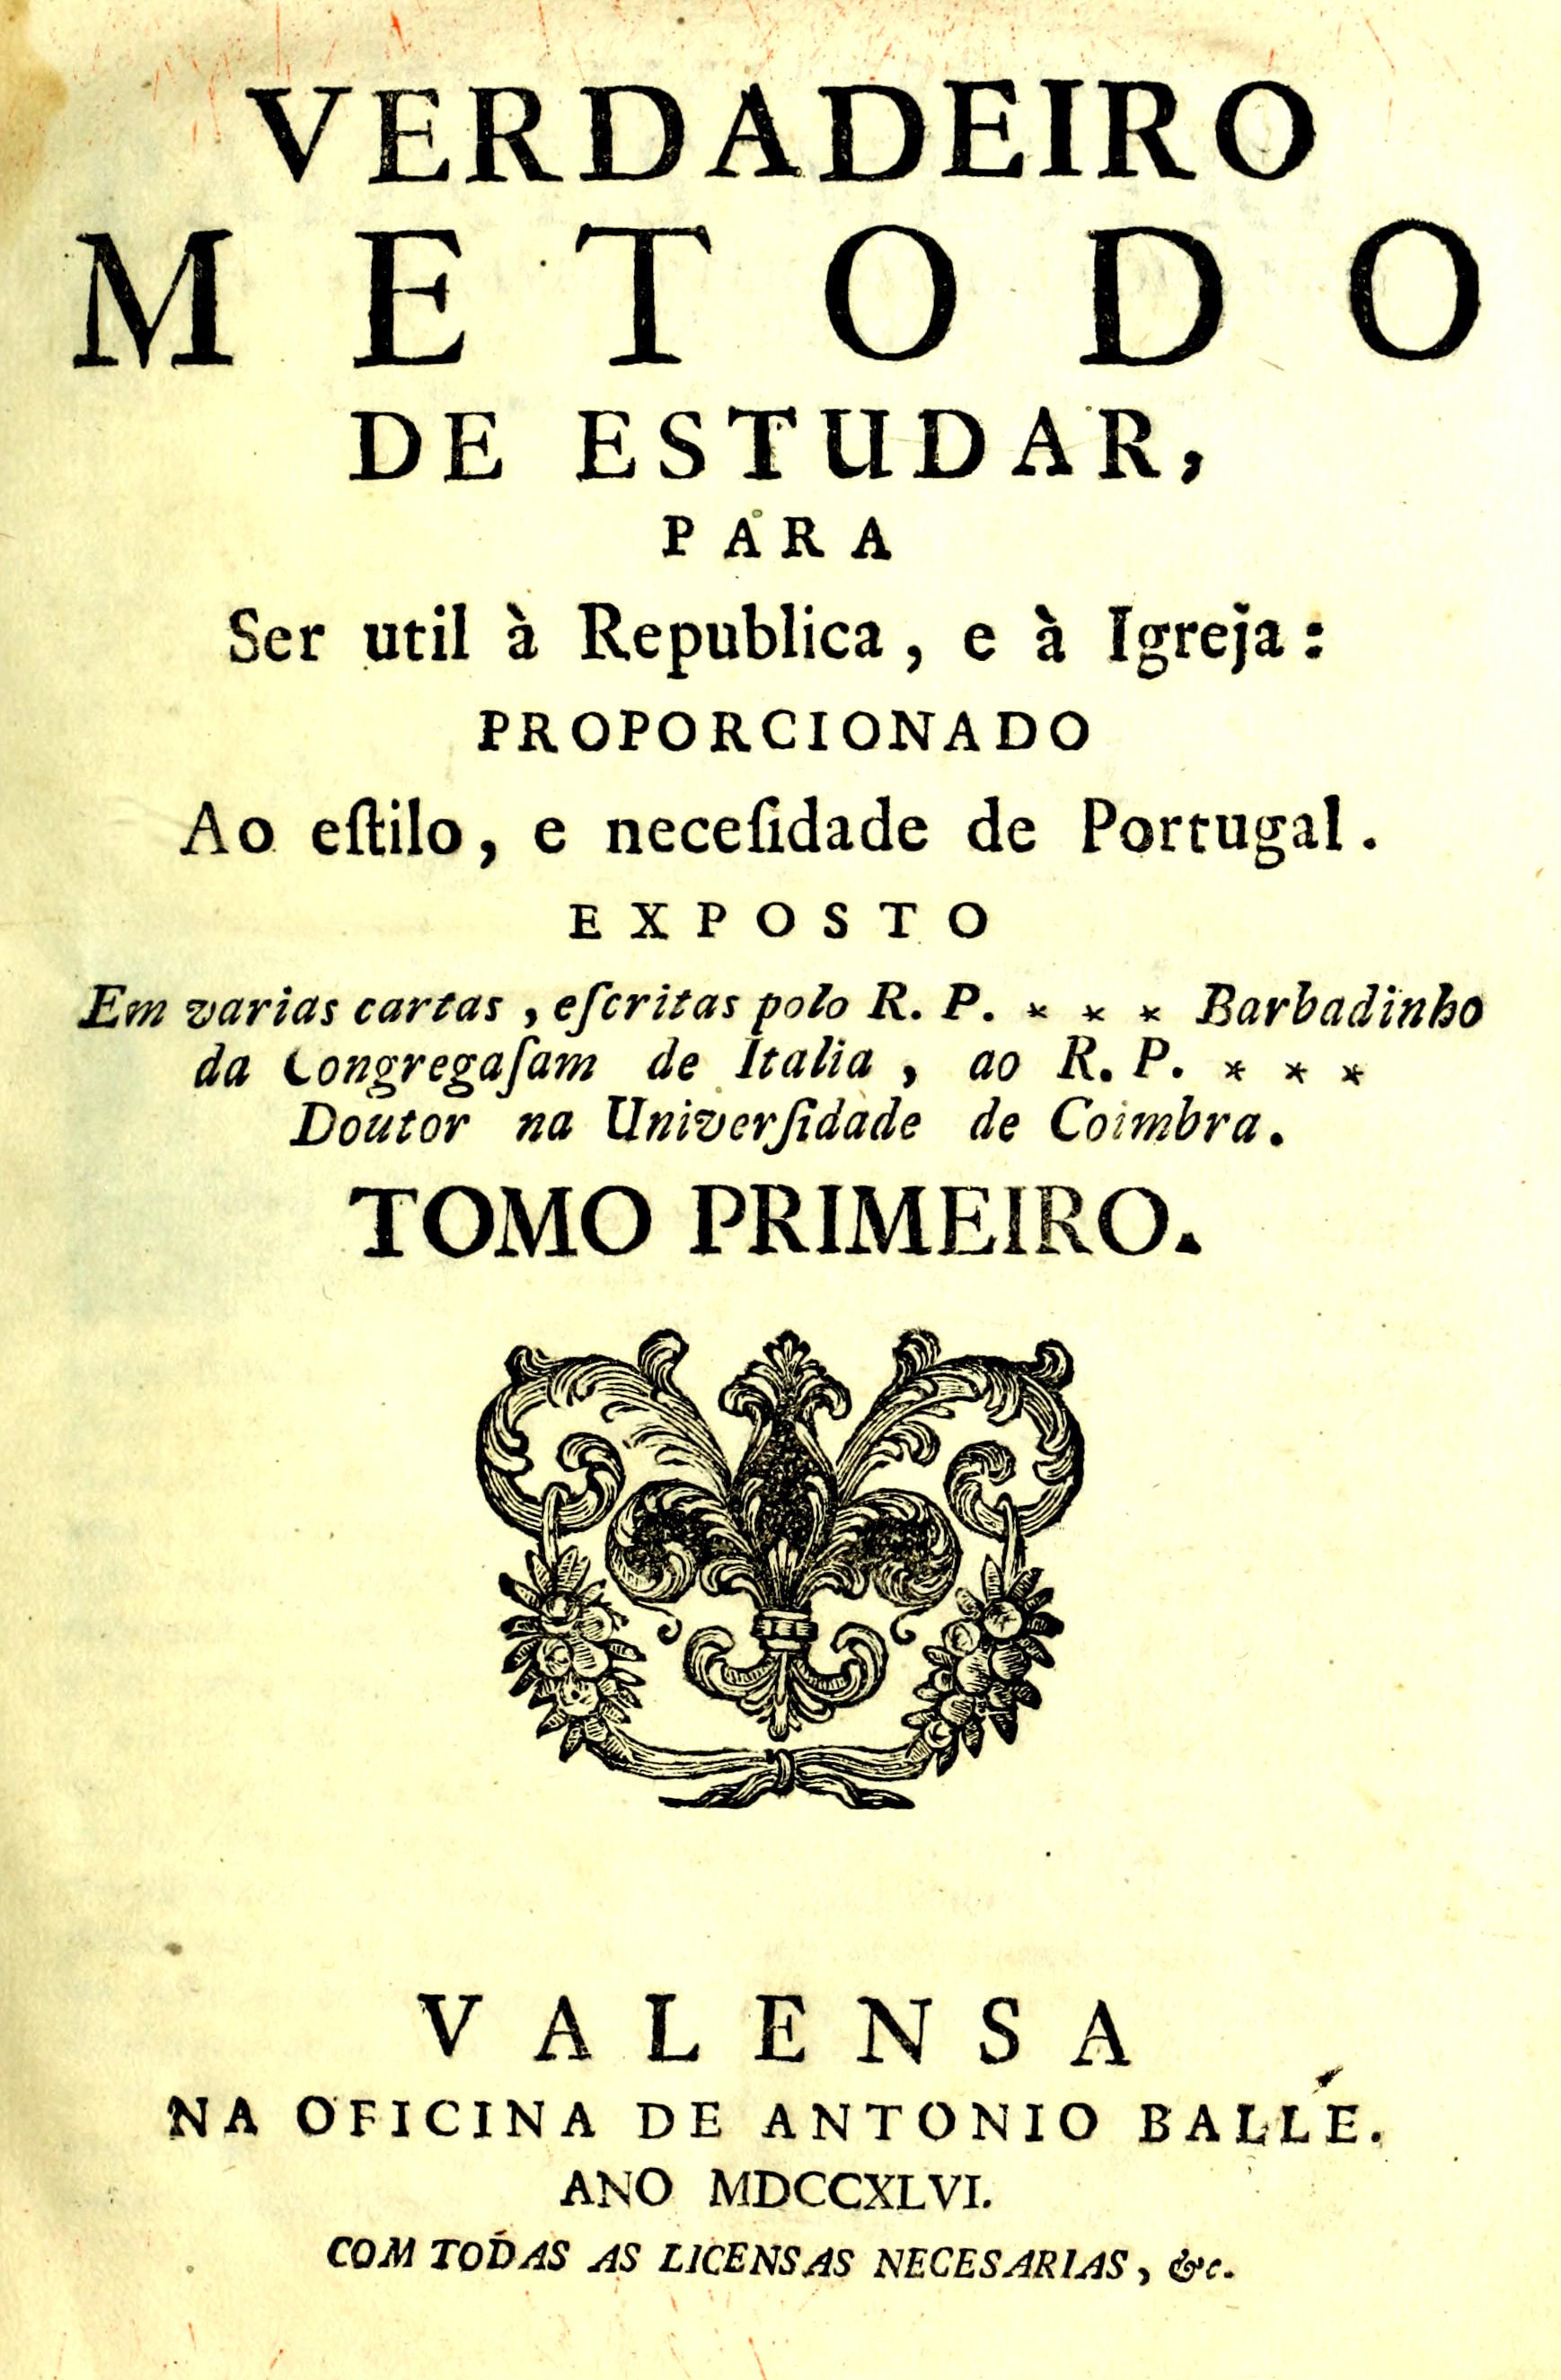 VERDADEIRO
METODO
DE ESTUDAR,
PARA
Ser util à Republica, e à Igreja:
PROPORCIONADO
Ao eſtilo, e neceſidade de Portugal.
EXPOSTO
Em varias cartas, eſcritas polo R. P. * * * Barbadinho
da Congregaſam de Italia, ao R. P. * * *
Doutor na Univerſidade de Coimbra.
TOMO PRIMEIRO.
VALENSA
NA OFICINA DE ANTONIO BALLE.
ANO MDCCXLVI.
COM TODAS AS LICENSAS NECESARIAS, &c.